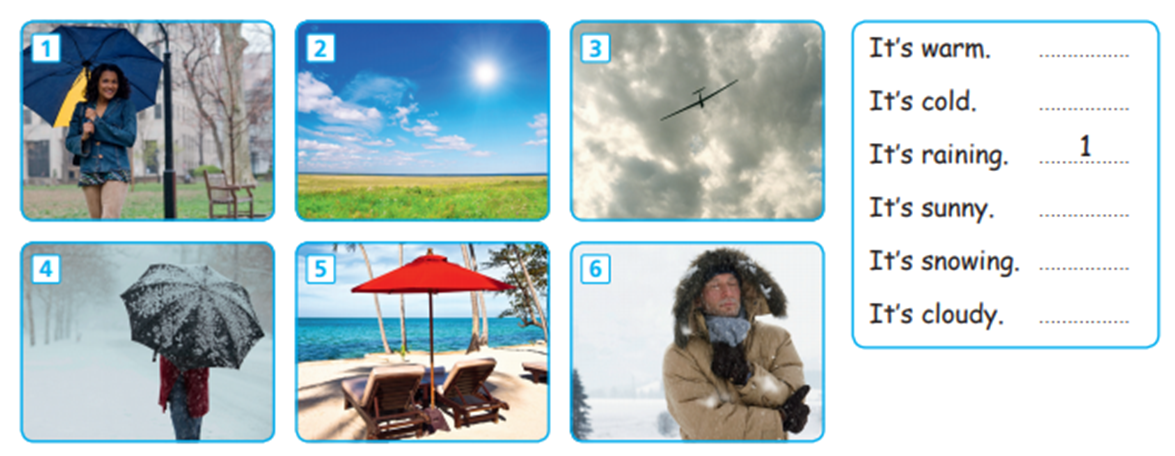 1
2
3
4
5
6
It's warm. ................
It's cold. ................
It's raining. 1
It's sunny. ................
It's snowing. ................
It's cloudy. ................